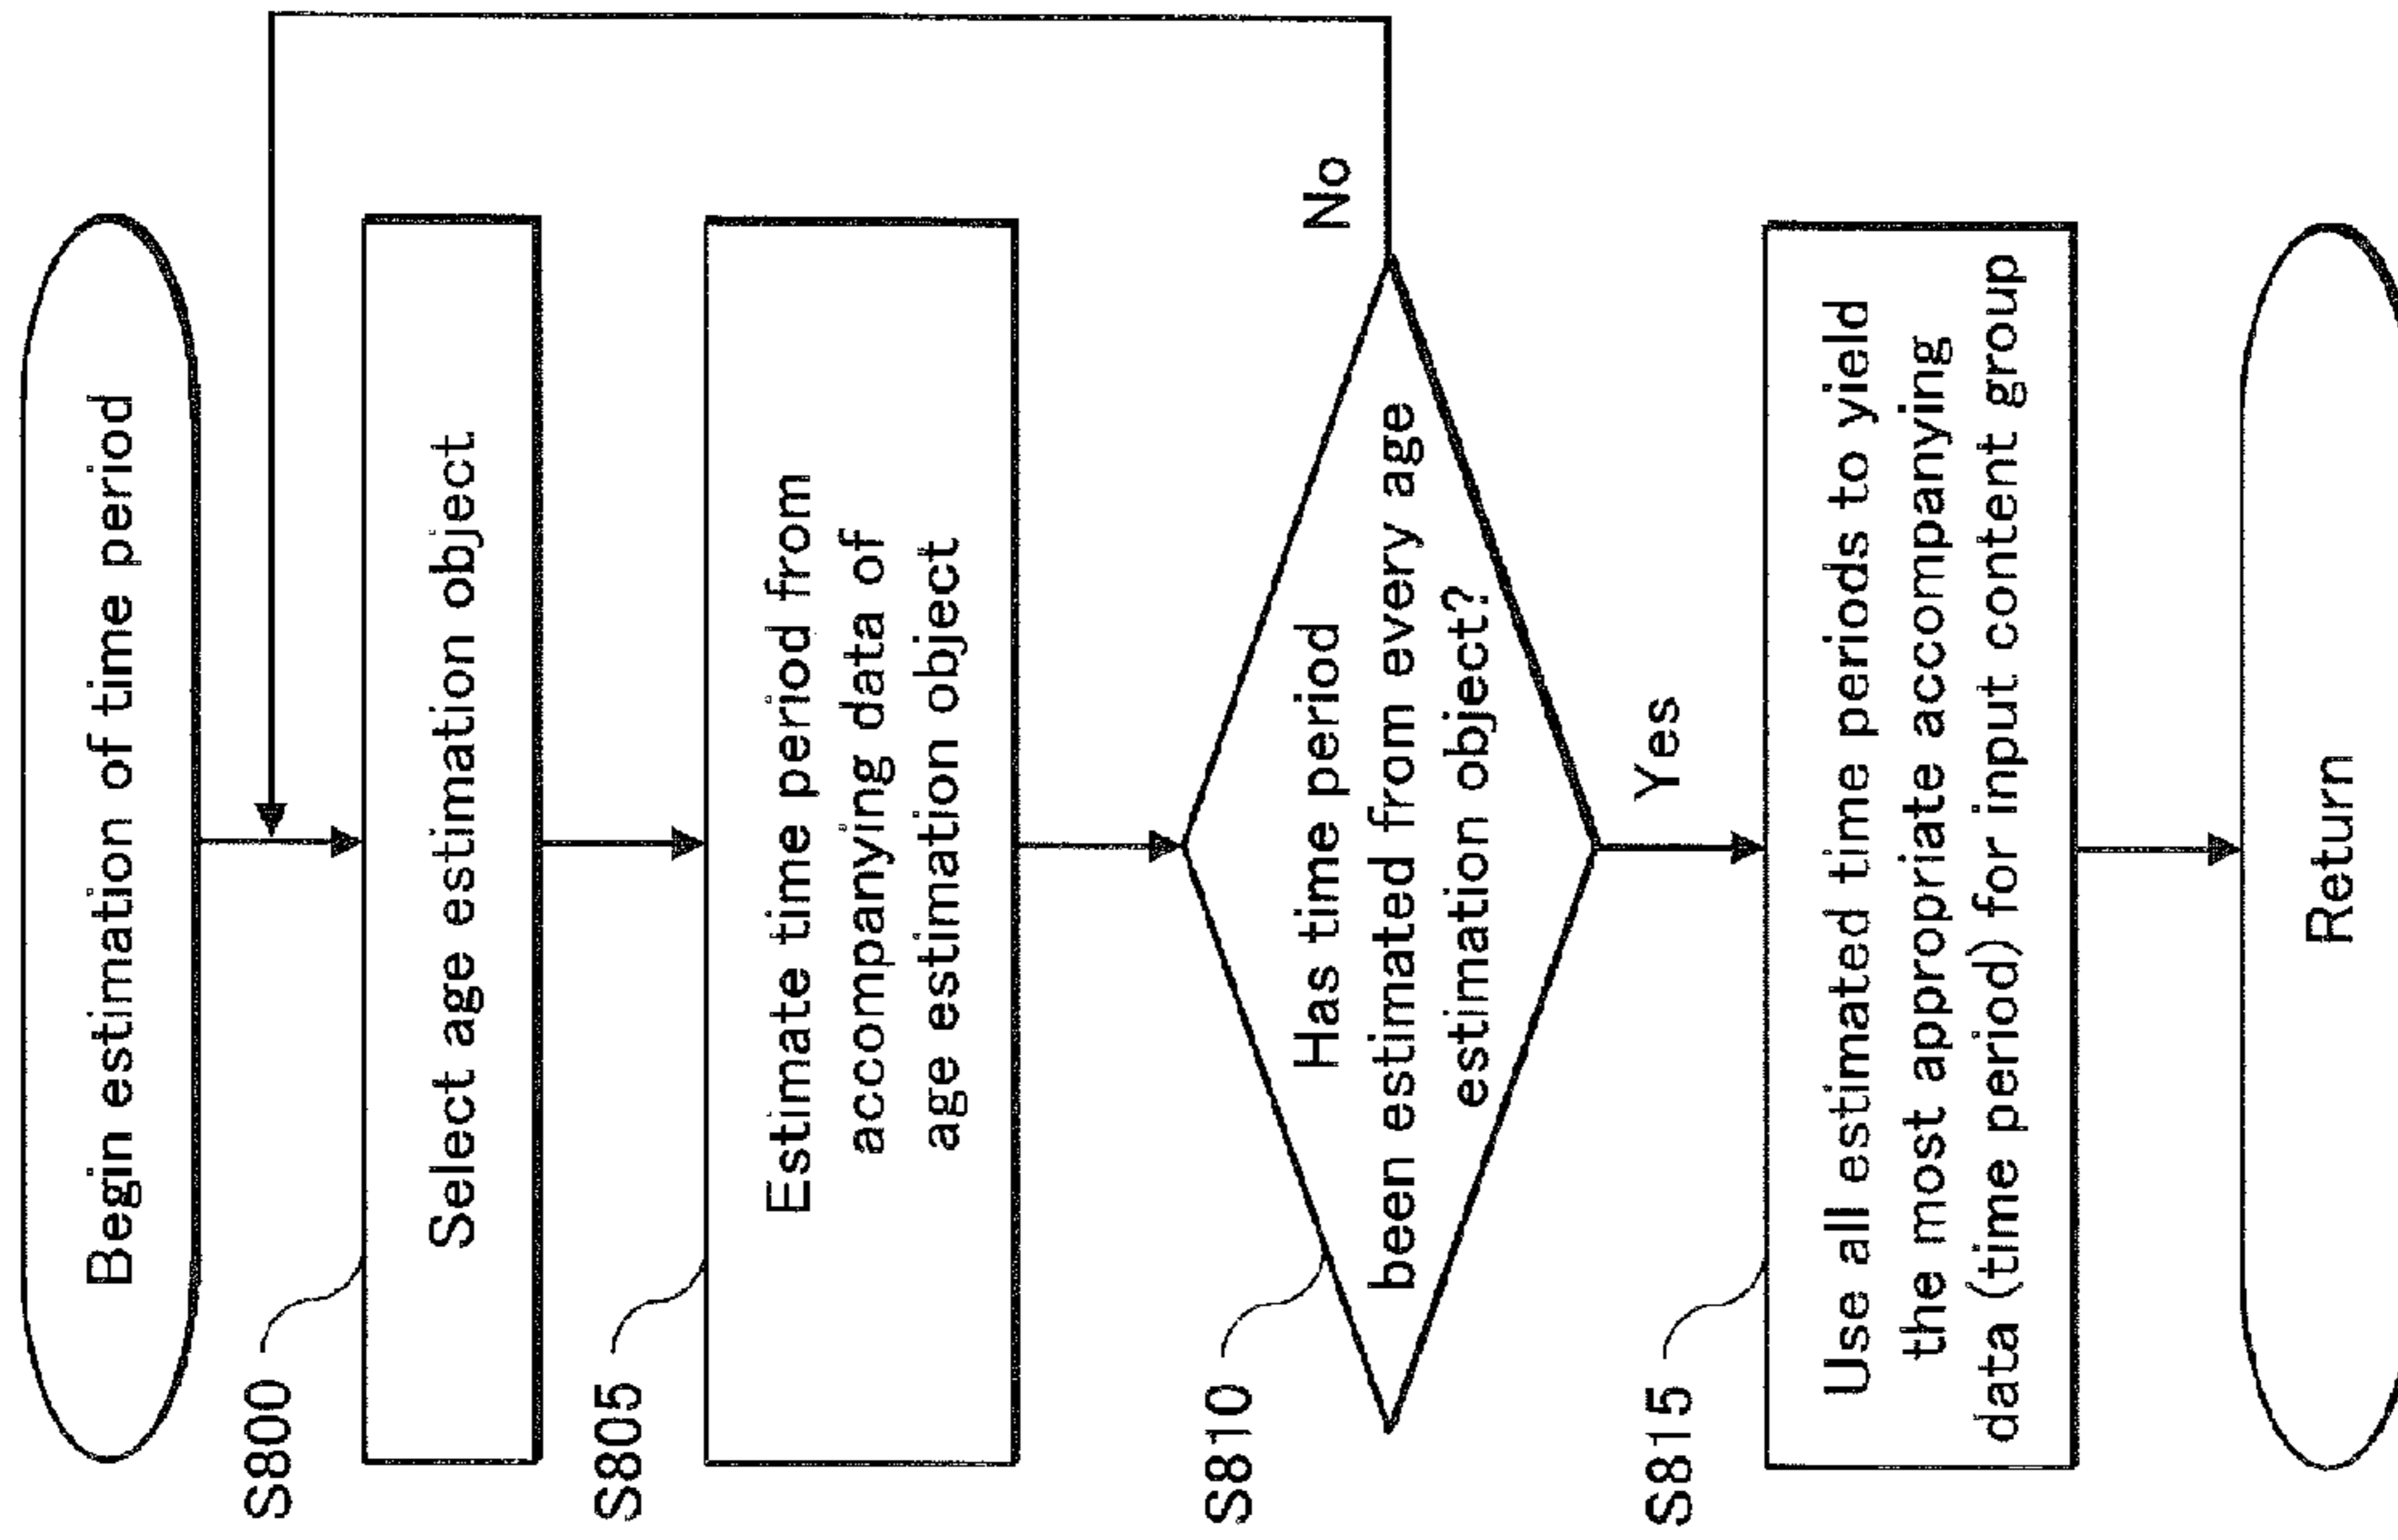 Begin estimation of time period
S800
Select age estimation object
S805
Estimate time period from
accompanying data of
age estimation object
S810
Has time period
been estimated from every age
estimation object?
No
Yes
S815
Use all estimated time periods to yield
the most appropriate accompanying
data (time period) for input content group
Return